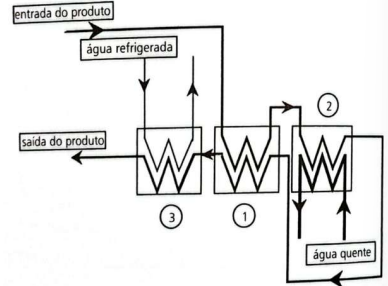 entrada do produto
água refrigerada
2
saída do produto
3
1
água quente